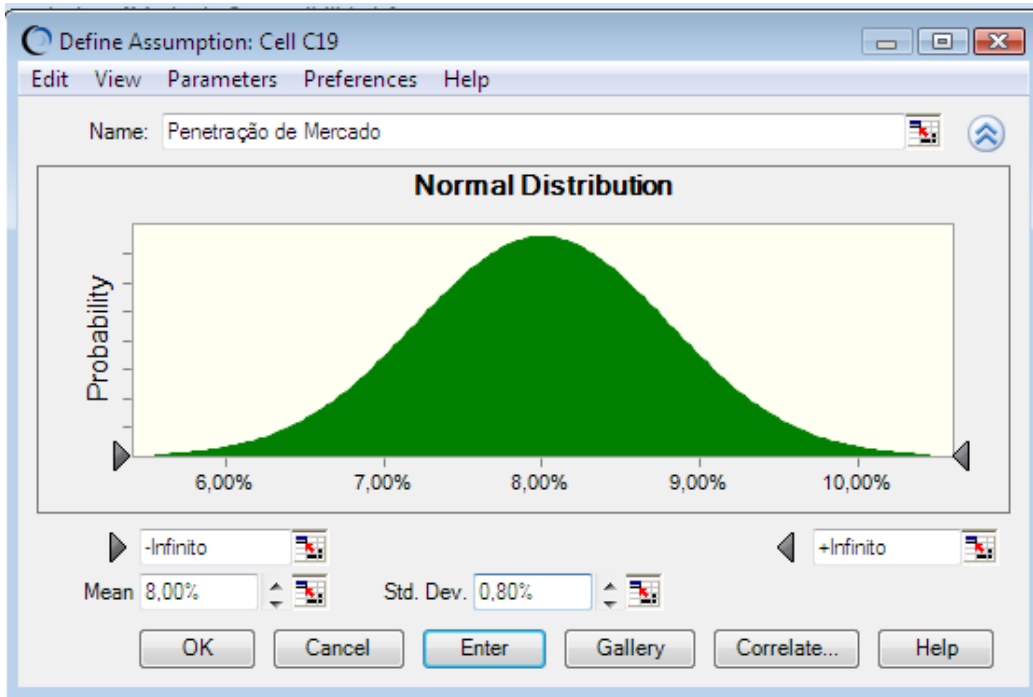 Define Assumption: Cell C19
Edit View Parameters Preferences Help
Name: Penetração de Mercado
Normal Distribution
Probability
6,00% 7,00% 8,00% 9,00% 10,00%
-Infinito +Infinito
Mean 8,00% Std. Dev. 0,80%
OK Cancel Enter Gallery Correlate... Help